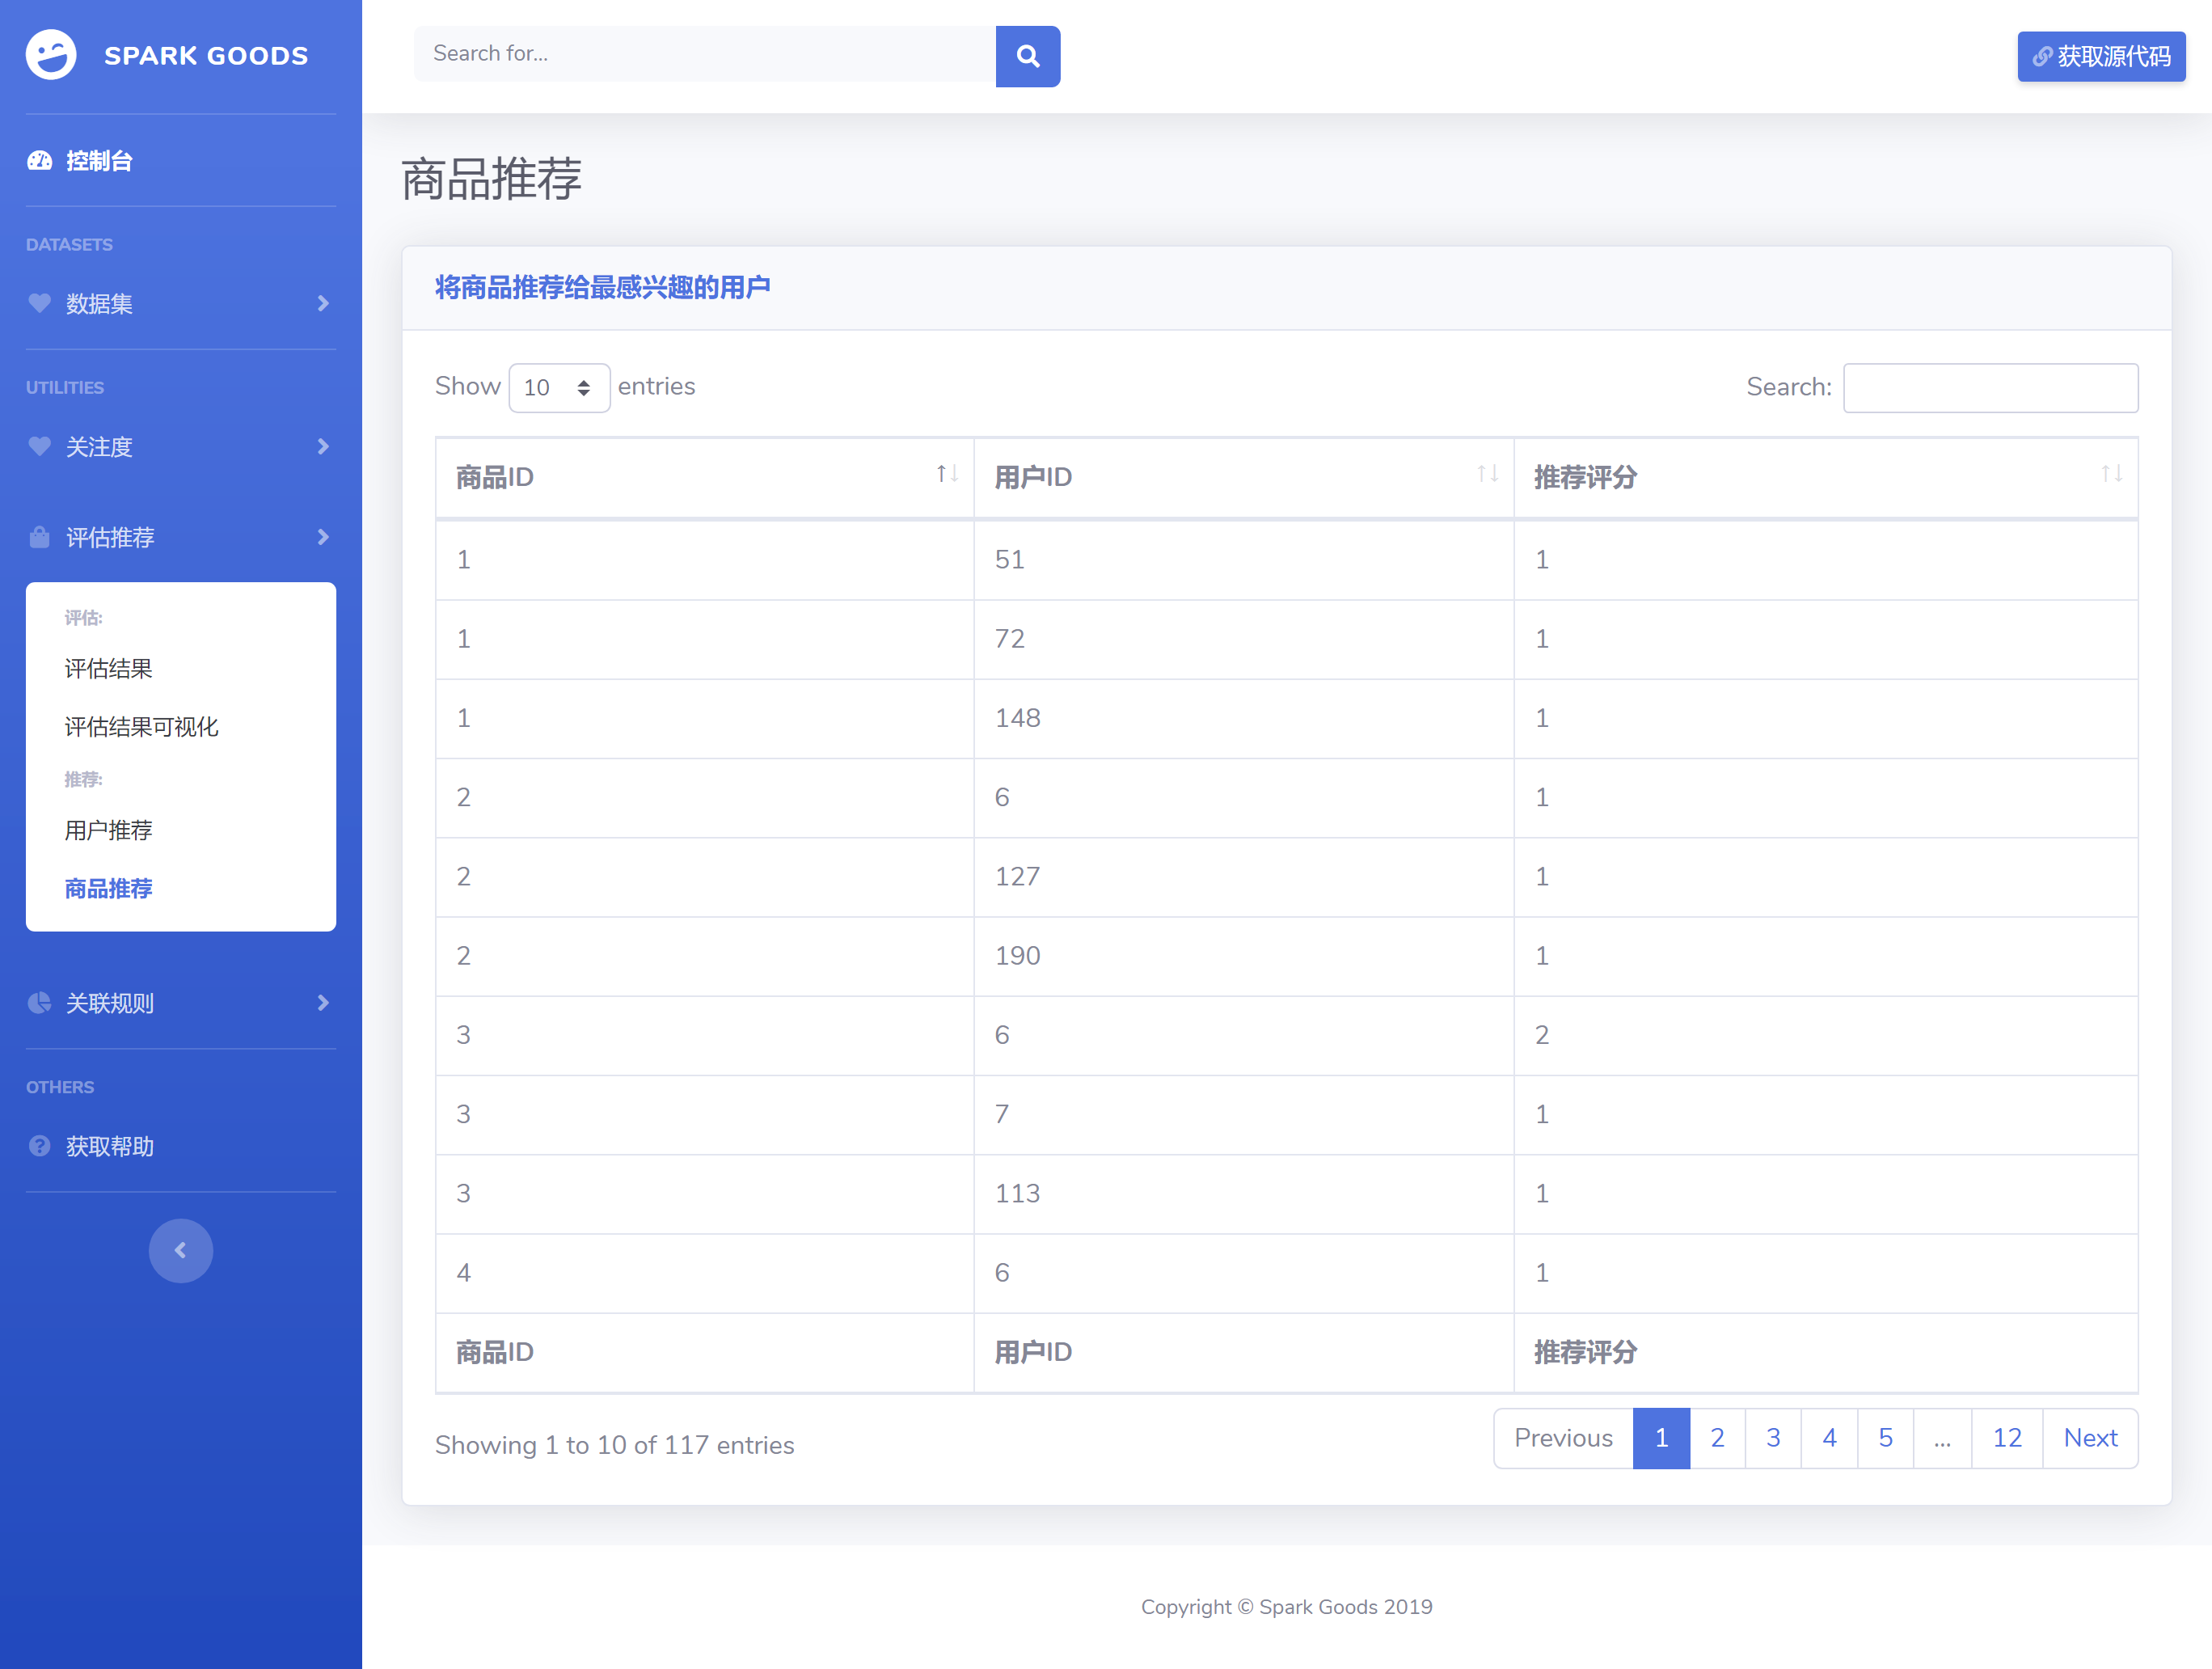 SPARK GOODS
控制台
DATASETS
数据集
UTILITIES
关注度
评估推荐
评估:
评估结果
评估结果可视化
推荐:
用户推荐
商品推荐
关联规则
OTHERS
获取帮助
Search for...
获取源代码
商品推荐
将商品推荐给最感兴趣的用户
Show 10 entries
Search:
商品ID 用户ID 推荐评分
1 51 1
1 72 1
1 148 1
2 6 1
2 127 1
2 190 1
3 6 2
3 7 1
3 113 1
4 6 1
商品ID 用户ID 推荐评分
Showing 1 to 10 of 117 entries
Previous 1 2 3 4 5 ... 12 Next
Copyright © Spark Goods 2019